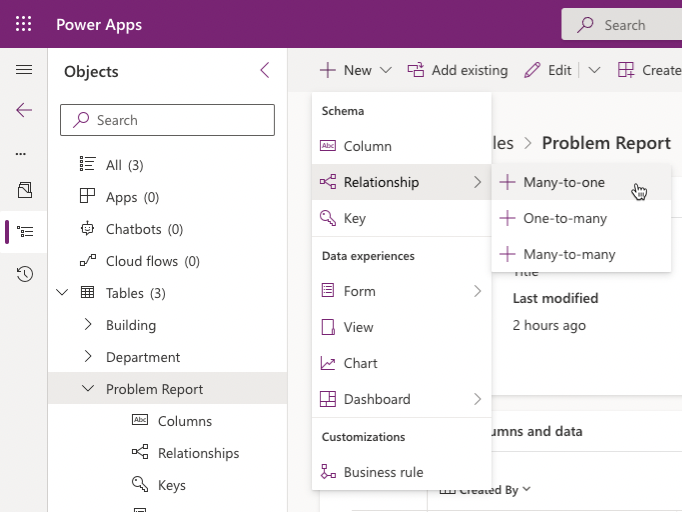 Power Apps
Search
Objects
New
Add existing
Edit
Create
Search
All (3)
Apps (0)
Chatbots (0)
Cloud flows (0)
Tables (3)
Building
Department
Problem Report
Abc Columns
Relationships
Keys
Schema
Abc Column
Relationship
Key
Data experiences
Form
View
Chart
Dashboard
Customizations
Business rule
Many-to-one
One-to-many
Many-to-many
les > Problem Report
Title
Last modified
2 hours ago
umns and data
Created By